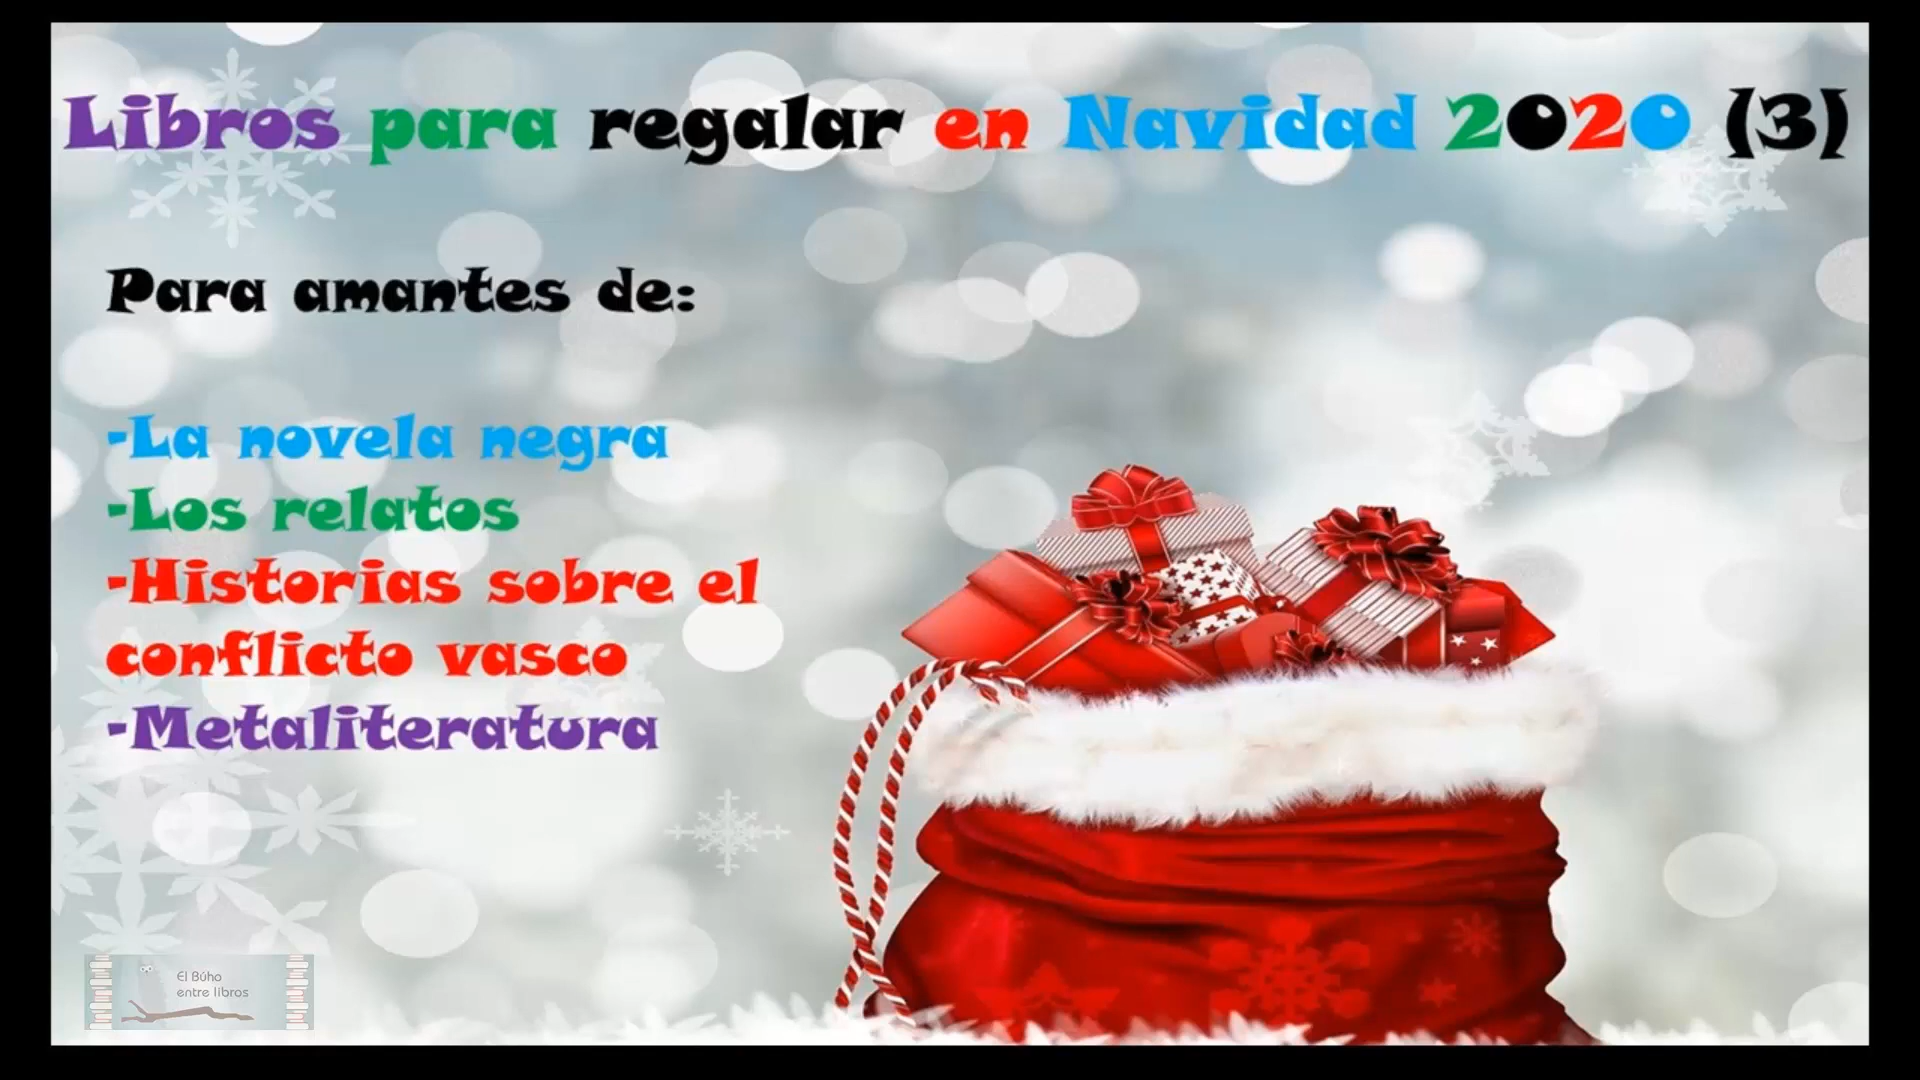 Libros para regalar en Navidad 2020 (3)
Para amantes de:
-La novela negra
-Los relatos
-Historias sobre el
conflicto vasco
-Metaliteratura
El Búho
entre libros